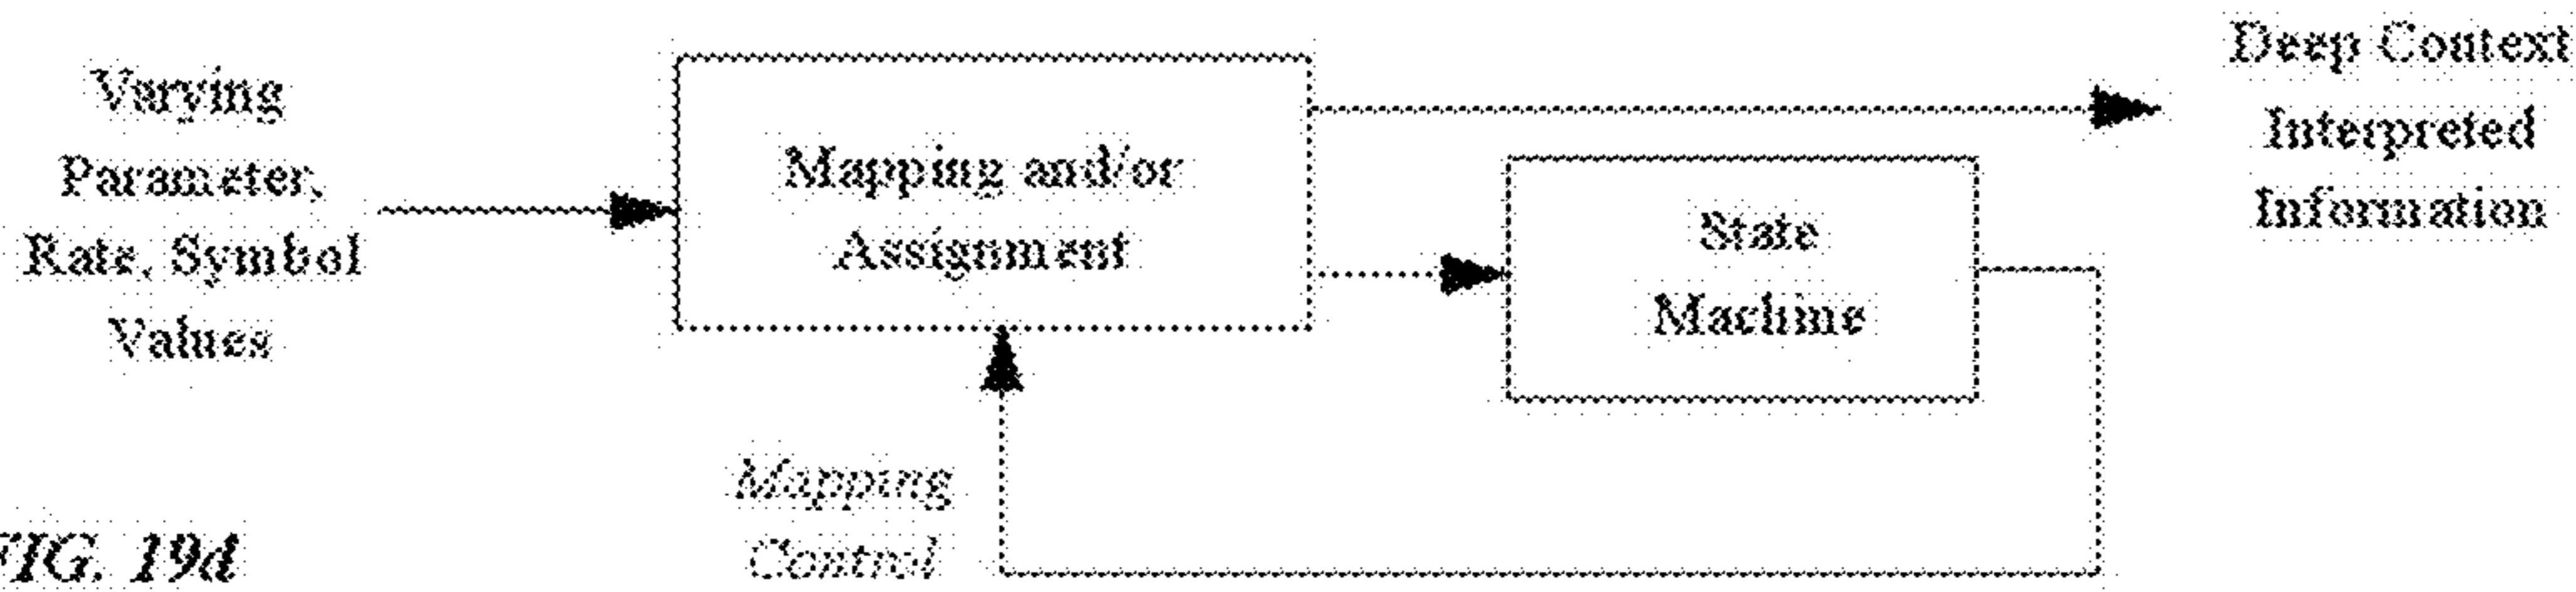 Varying
Parameter,
Rate, Symbol
Values
Mapping and/or
Assignment
State
Machine
Deep Context
Interpreted
Information
Mapping
Control
FIG. 19d